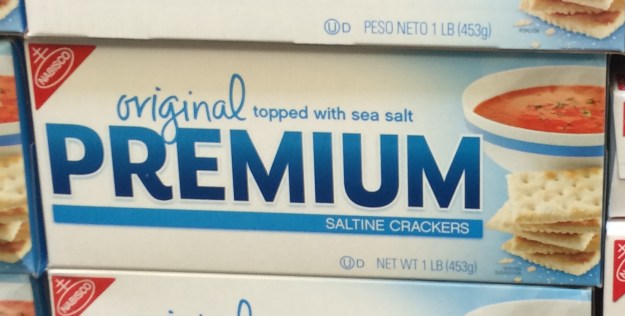 ⓊD PESO NETO 1 LB (453g)
NABISCO
original topped with sea salt
PREMIUM
SALTINE CRACKERS
ⓊD NET WT 1 LB (453g)
NABISCO